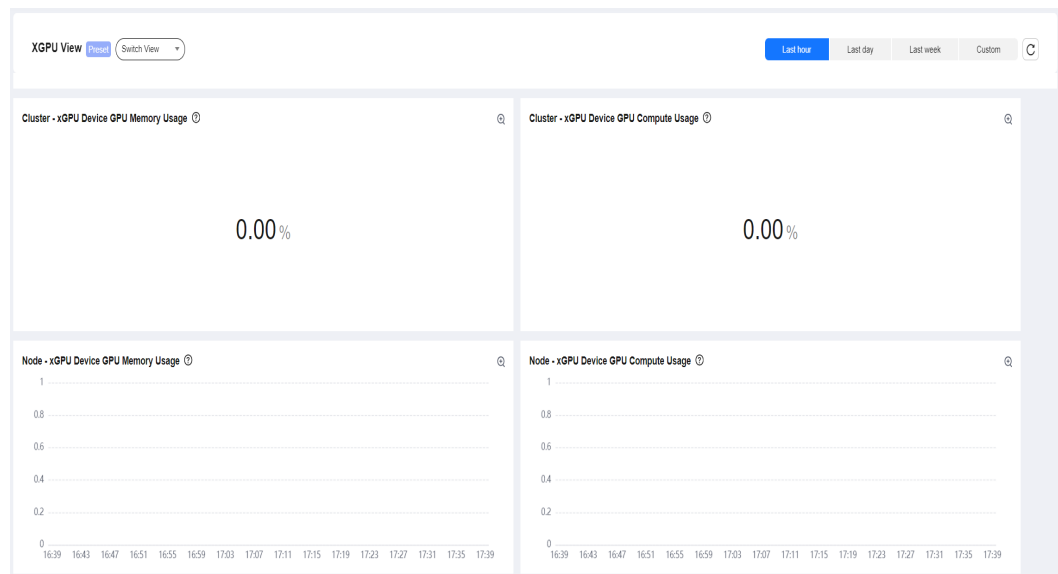 XGPU View Preset Switch View Last hour Last day Last week Custom
Cluster - xGPU Device GPU Memory Usage
0.00 %
Cluster - xGPU Device GPU Compute Usage
0.00 %
Node - xGPU Device GPU Memory Usage
1
0.8
0.6
0.4
0.2
0
16:39 16:43 16:47 16:51 16:55 16:59 17:03 17:07 17:11 17:15 17:19 17:23 17:27 17:31 17:35 17:39
Node - xGPU Device GPU Compute Usage
1
0.8
0.6
0.4
0.2
0
16:39 16:43 16:47 16:51 16:55 16:59 17:03 17:07 17:11 17:15 17:19 17:23 17:27 17:31 17:35 17:39